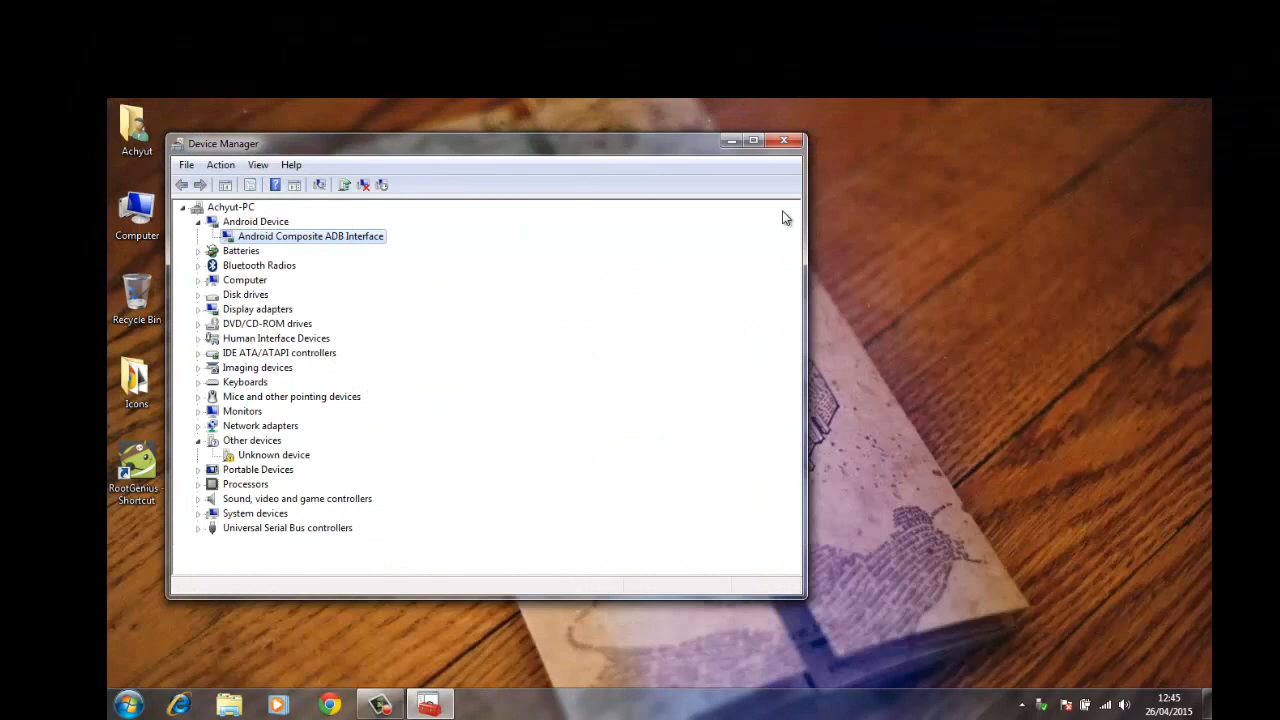 Achyut
Computer
Recycle Bin
Icons
RootGenius -
Shortcut
Device Manager
File Action View Help
Achyut-PC
Android Device
Android Composite ADB Interface
Batteries
Bluetooth Radios
Computer
Disk drives
Display adapters
DVD/CD-ROM drives
Human Interface Devices
IDE ATA/ATAPI controllers
Imaging devices
Keyboards
Mice and other pointing devices
Monitors
Network adapters
Other devices
Unknown device
Portable Devices
Processors
Sound, video and game controllers
System devices
Universal Serial Bus controllers
12:45
26/04/2015